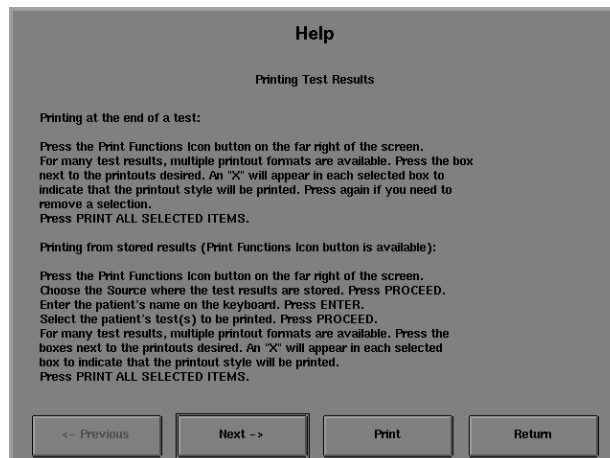 Help
Printing Test Results
Printing at the end of a test:
Press the Print Functions Icon button on the far right of the screen.
For many test results, multiple printout formats are available. Press the box
next to the printouts desired. An "X" will appear in each selected box to
indicate that the printout style will be printed. Press again if you need to
remove a selection.
Press PRINT ALL SELECTED ITEMS.
Printing from stored results (Print Functions Icon button is available):
Press the Print Functions Icon button on the far right of the screen.
Choose the Source where the test results are stored. Press PROCEED.
Enter the patient's name on the keyboard. Press ENTER.
Select the patient's test(s) to be printed. Press PROCEED.
For many test results, multiple printout formats are available. Press the
boxes next to the printouts desired. An "X" will appear in each selected
box to indicate that the printout style will be printed.
Press PRINT ALL SELECTED ITEMS.
<- Previous Next -> Print Return